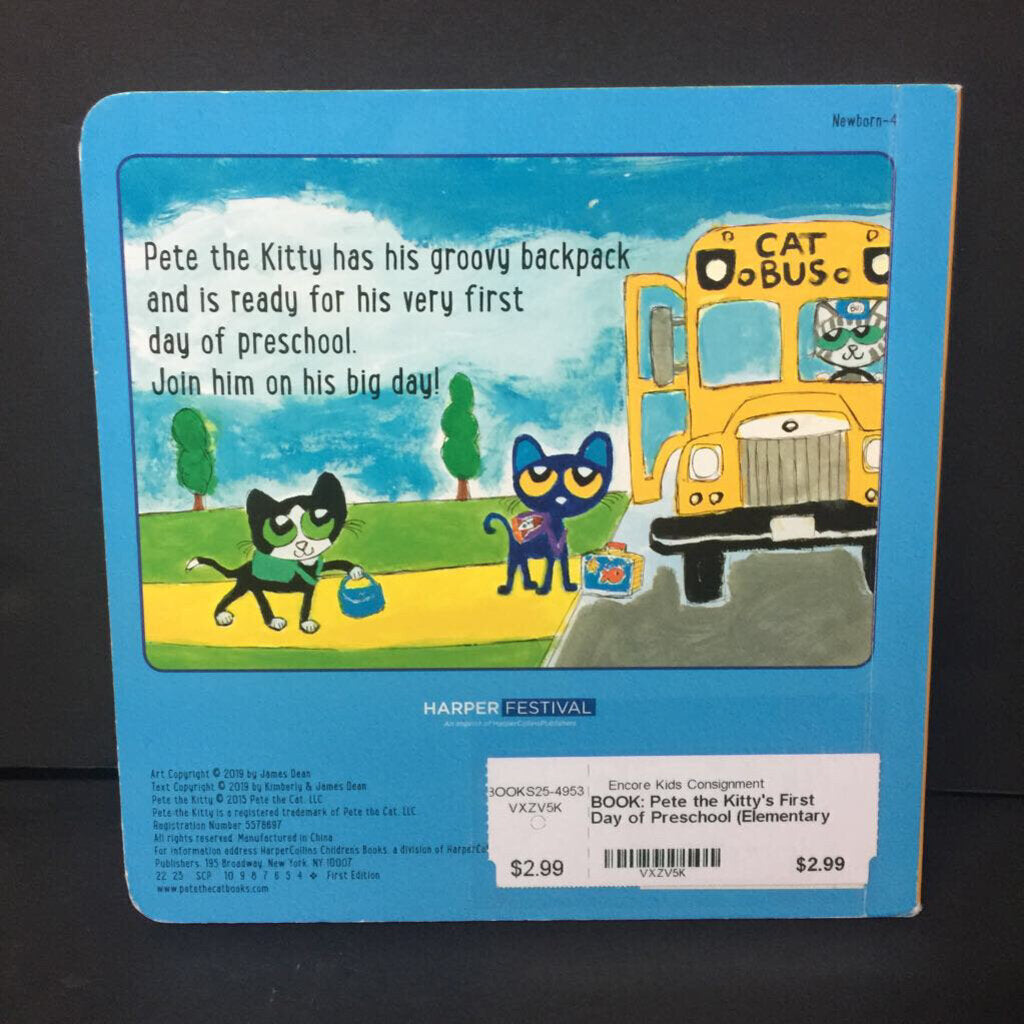 Newborn-4
Pete the Kitty has his groovy backpack
and is ready for his very first
day of preschool.
Join him on his big day!
CAT
BUS
HARPER FESTIVAL
An imprint of HarperCollinsPublishers
Art Copyright © 2019 by James Dean
Text Copyright © 2019 by Kimberly & James Dean
Pete the Kitty © 2015 Pete the Cat, LLC
Pete the Kitty is a registered trademark of Pete the Cat, LLC.
Registration Number 5578697
All rights reserved. Manufactured in China.
For information address HarperCollins Children's Books, a division of HarperCo
Publishers, 195 Broadway, New York, NY 10007.
22 23 SCP 10 9 8 7 6 5 4 ❖ First Edition
www.petethecatbooks.com
BOOKS25-4953
VXZV5K
$2.99
Encore Kids Consignment
BOOK: Pete the Kitty's First
Day of Preschool (Elementary
VXZV5K
$2.99